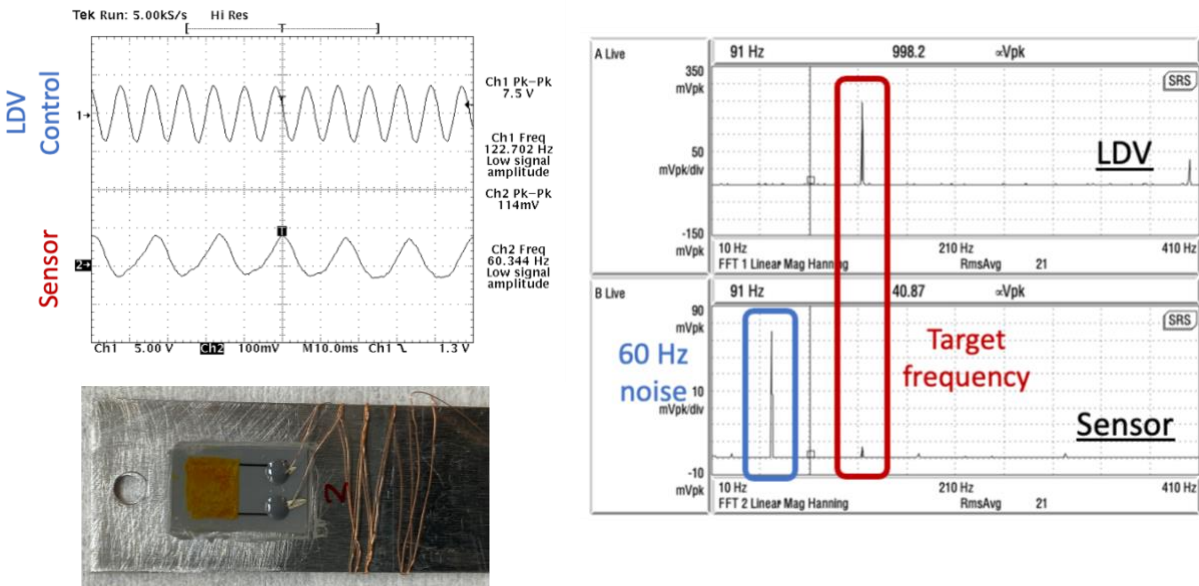 Tek Run: 5.00kS/s Hi Res
T
LDV
Control
1→
T
Ch1 Pk–Pk
7.5 V
Ch1 Freq
122.702 Hz
Low signal
amplitude
Ch2 Pk–Pk
114mV
Sensor
2→
T
Ch2 Freq
60.344 Hz
Low signal
amplitude
Ch1 5.00 V Ch2 100mV M10.0ms Ch1 1.3 V
2
A Live
91 Hz 998.2 ∝Vpk
350
mVpk
SRS
50
mVpk/div
LDV
-150
mVpk
10 Hz 210 Hz 410 Hz
FFT 1 Linear Mag Hanning RmsAvg 21
B Live
91 Hz 40.87 ∝Vpk
90
mVpk
SRS
60 Hz
noise
Target
frequency
10
mVpk/div
Sensor
-10
mVpk
10 Hz 210 Hz 410 Hz
FFT 2 Linear Mag Hanning RmsAvg 21